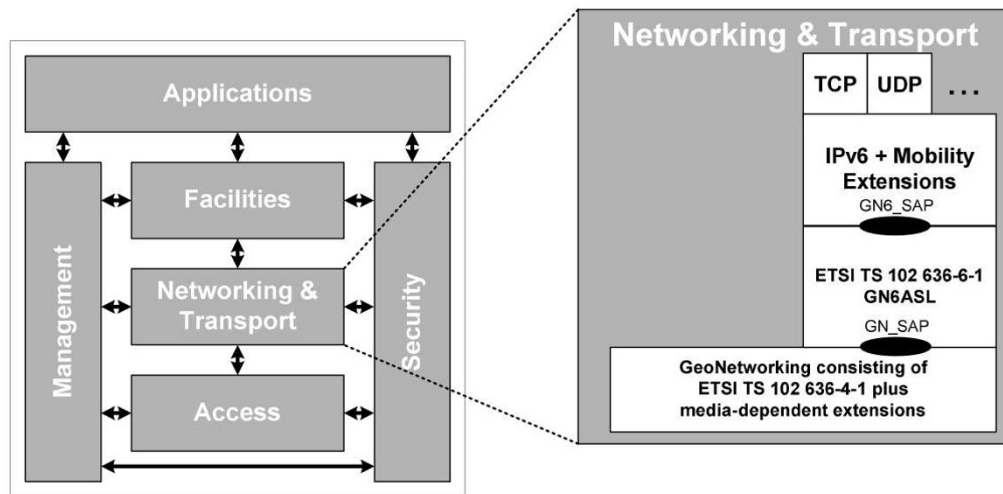 Applications
Management
Facilities
Networking &
Transport
Access
Security
Networking & Transport
TCP
UDP
...
IPv6 + Mobility
Extensions
GN6_SAP
ETSI TS 102 636-6-1
GN6ASL
GN_SAP
GeoNetworking consisting of
ETSI TS 102 636-4-1 plus
media-dependent extensions